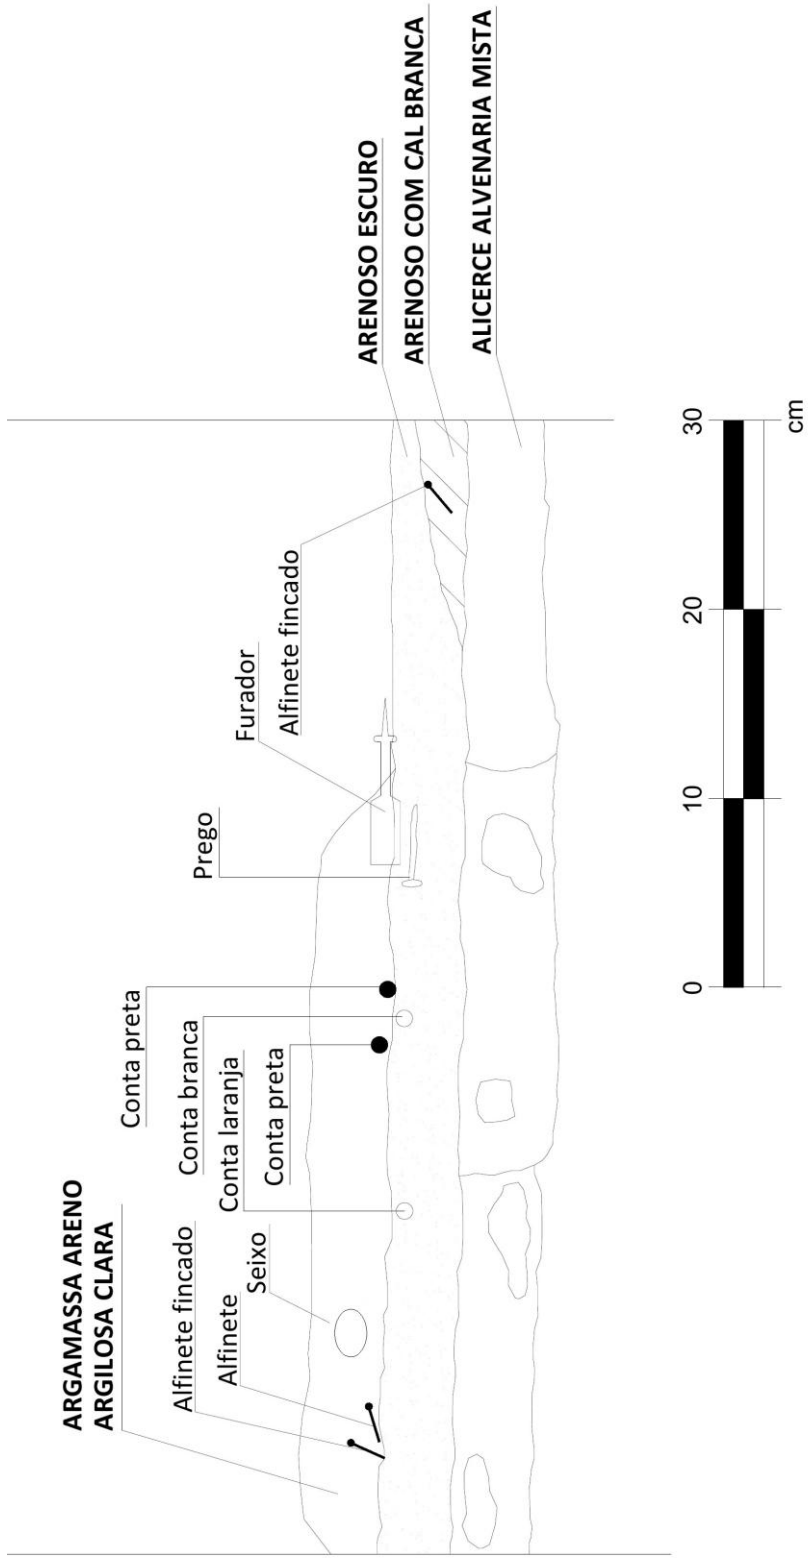 ARGAMASSA ARENO
ARGILOSA CLARA
Alfinete fincado
Alfinete
Seixo
Conta preta
Conta branca
Conta laranja
Conta preta
Prego
Furador
Alfinete fincado
ARENOSO ESCURO
ARENOSO COM CAL BRANCA
ALICERCE ALVENARIA MISTA
0
10
20
30
cm